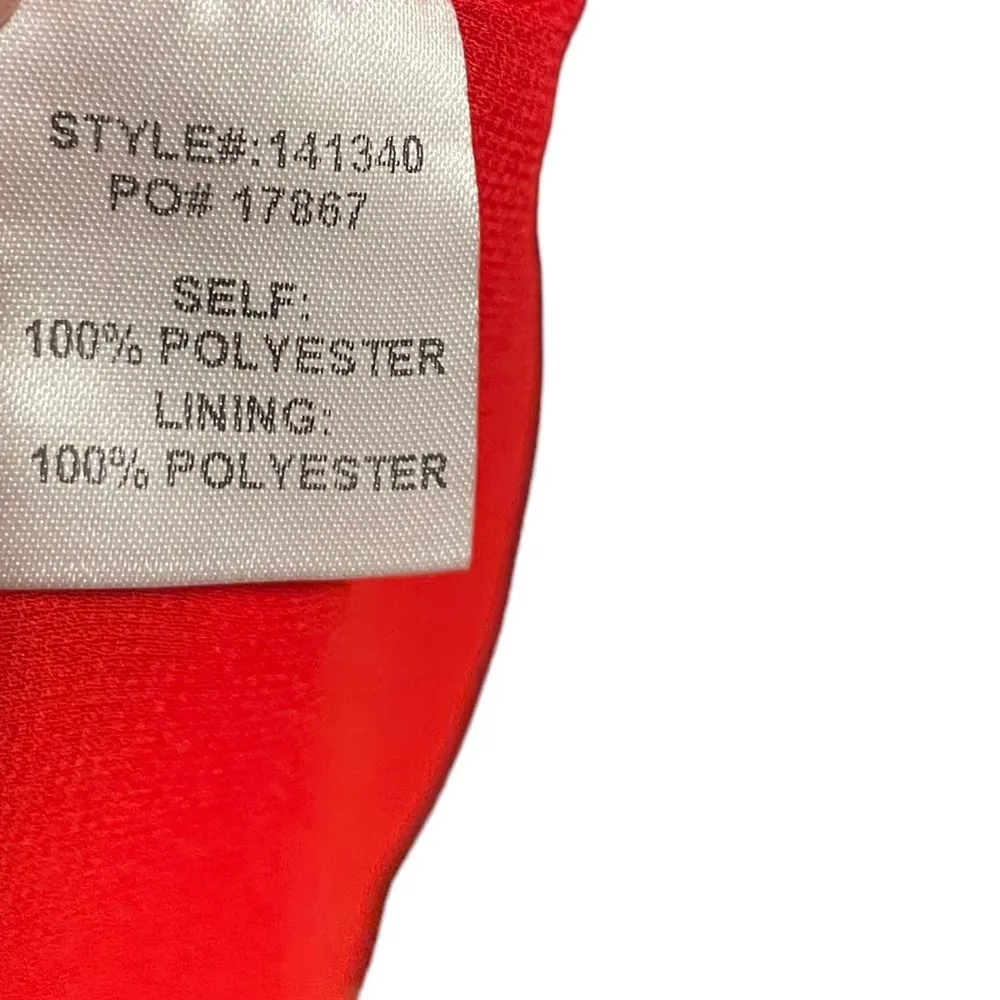 STYLE#:141340
PO# 17867
SELF:
100% POLYESTER
LINING:
100% POLYESTER